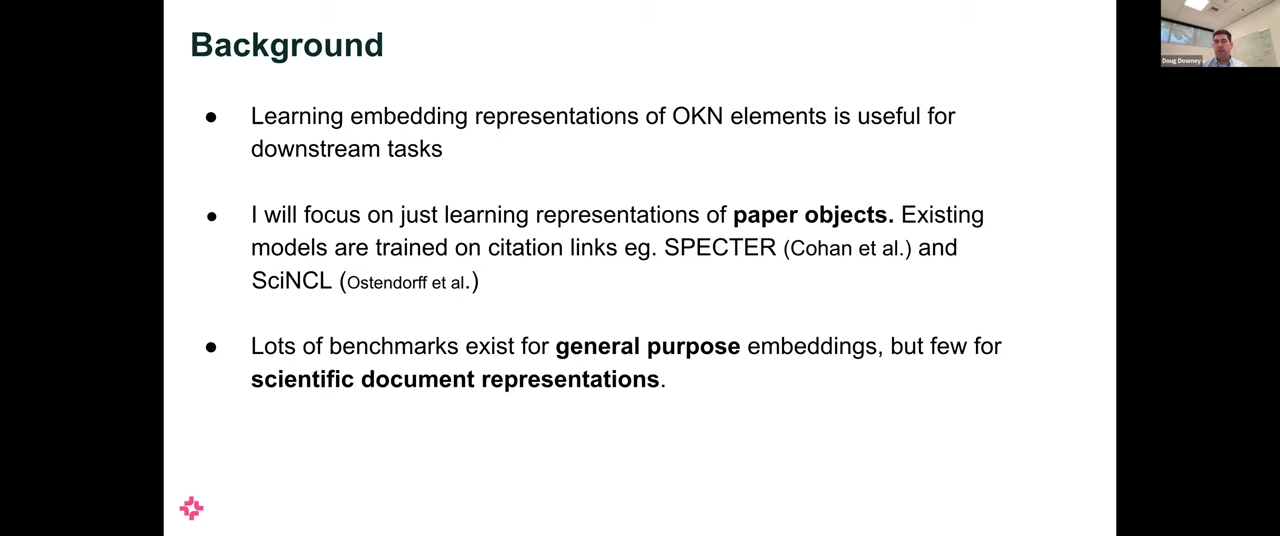 Background
Doug Downey
● Learning embedding representations of OKN elements is useful for
downstream tasks
● I will focus on just learning representations of paper objects. Existing
models are trained on citation links eg. SPECTER (Cohan et al.) and
SciNCL (Ostendorff et al.)
● Lots of benchmarks exist for general purpose embeddings, but few for
scientific document representations.